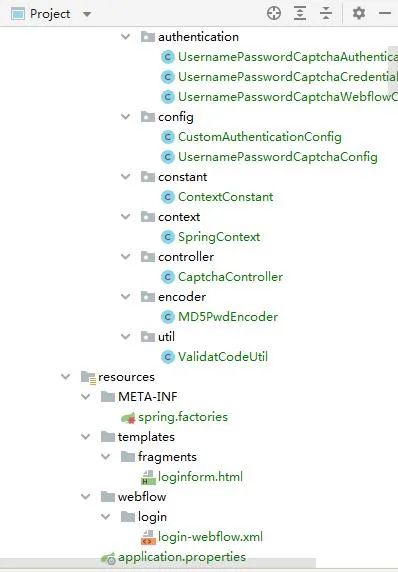 Project
authentication
UsernamePasswordCaptchaAuthentica
UsernamePasswordCaptchaCredential
UsernamePasswordCaptchaWebflowC
config
CustomAuthenticationConfig
UsernamePasswordCaptchaConfig
constant
ContextConstant
context
SpringContext
controller
CaptchaController
encoder
MD5PwdEncoder
util
ValidatCodeUtil
resources
META-INF
spring.factories
templates
fragments
loginform.html
webflow
login
login-webflow.xml
application.properties